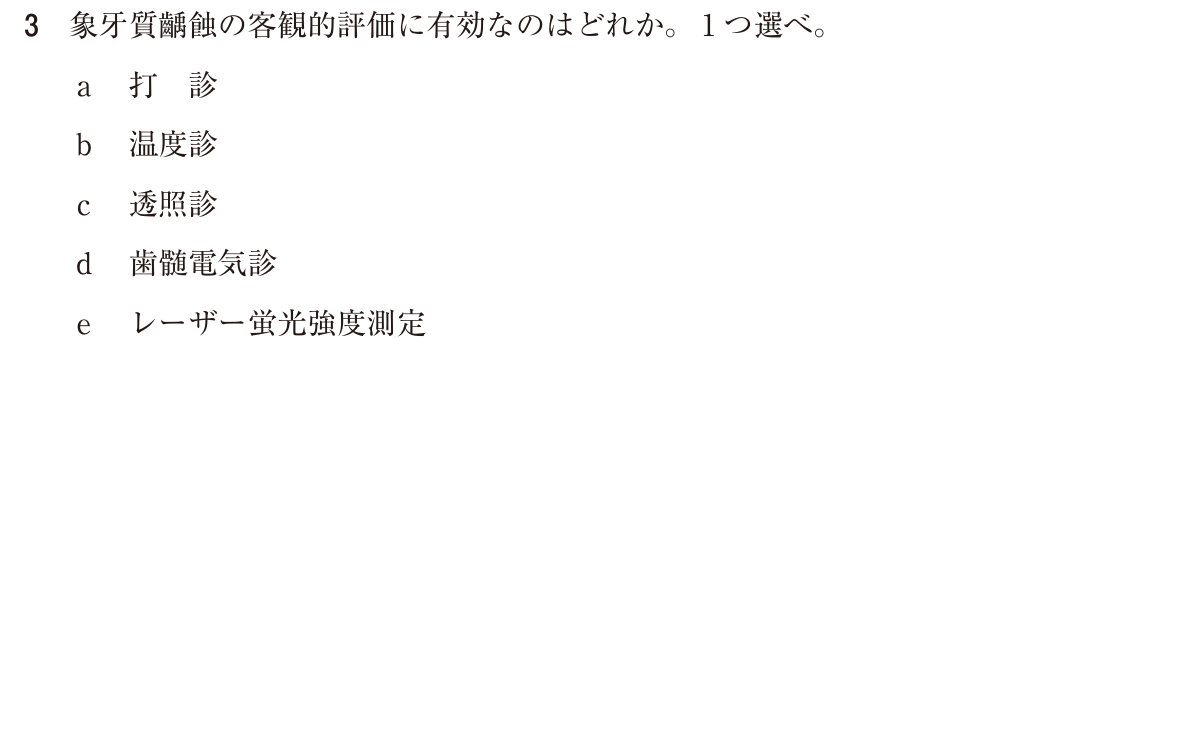 3 象牙質齲蝕の客観的評価に有効なのはどれか。1つ選べ。
a 打 診
b 温度診
c 透照診
d 歯髄電気診
e レーザー蛍光強度測定